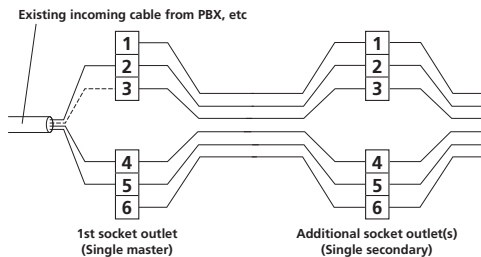 Existing incoming cable from PBX, etc
1 1
2 2
3 3
4 4
5 5
6 6
1st socket outlet Additional socket outlet(s)
(Single master) (Single secondary)